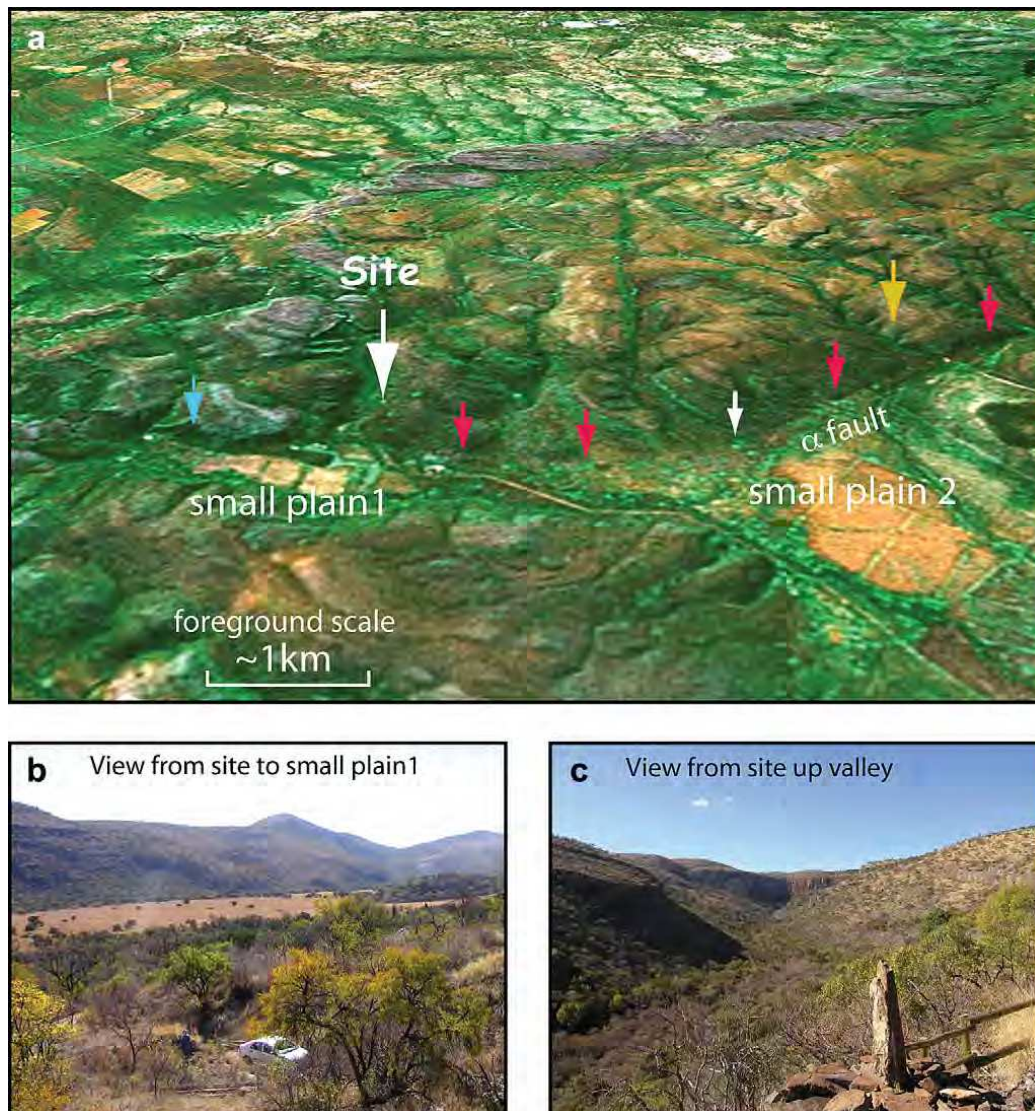 a
Site
α fault
small plain1
small plain 2
foreground scale
~1km
b
View from site to small plain1
c
View from site up valley